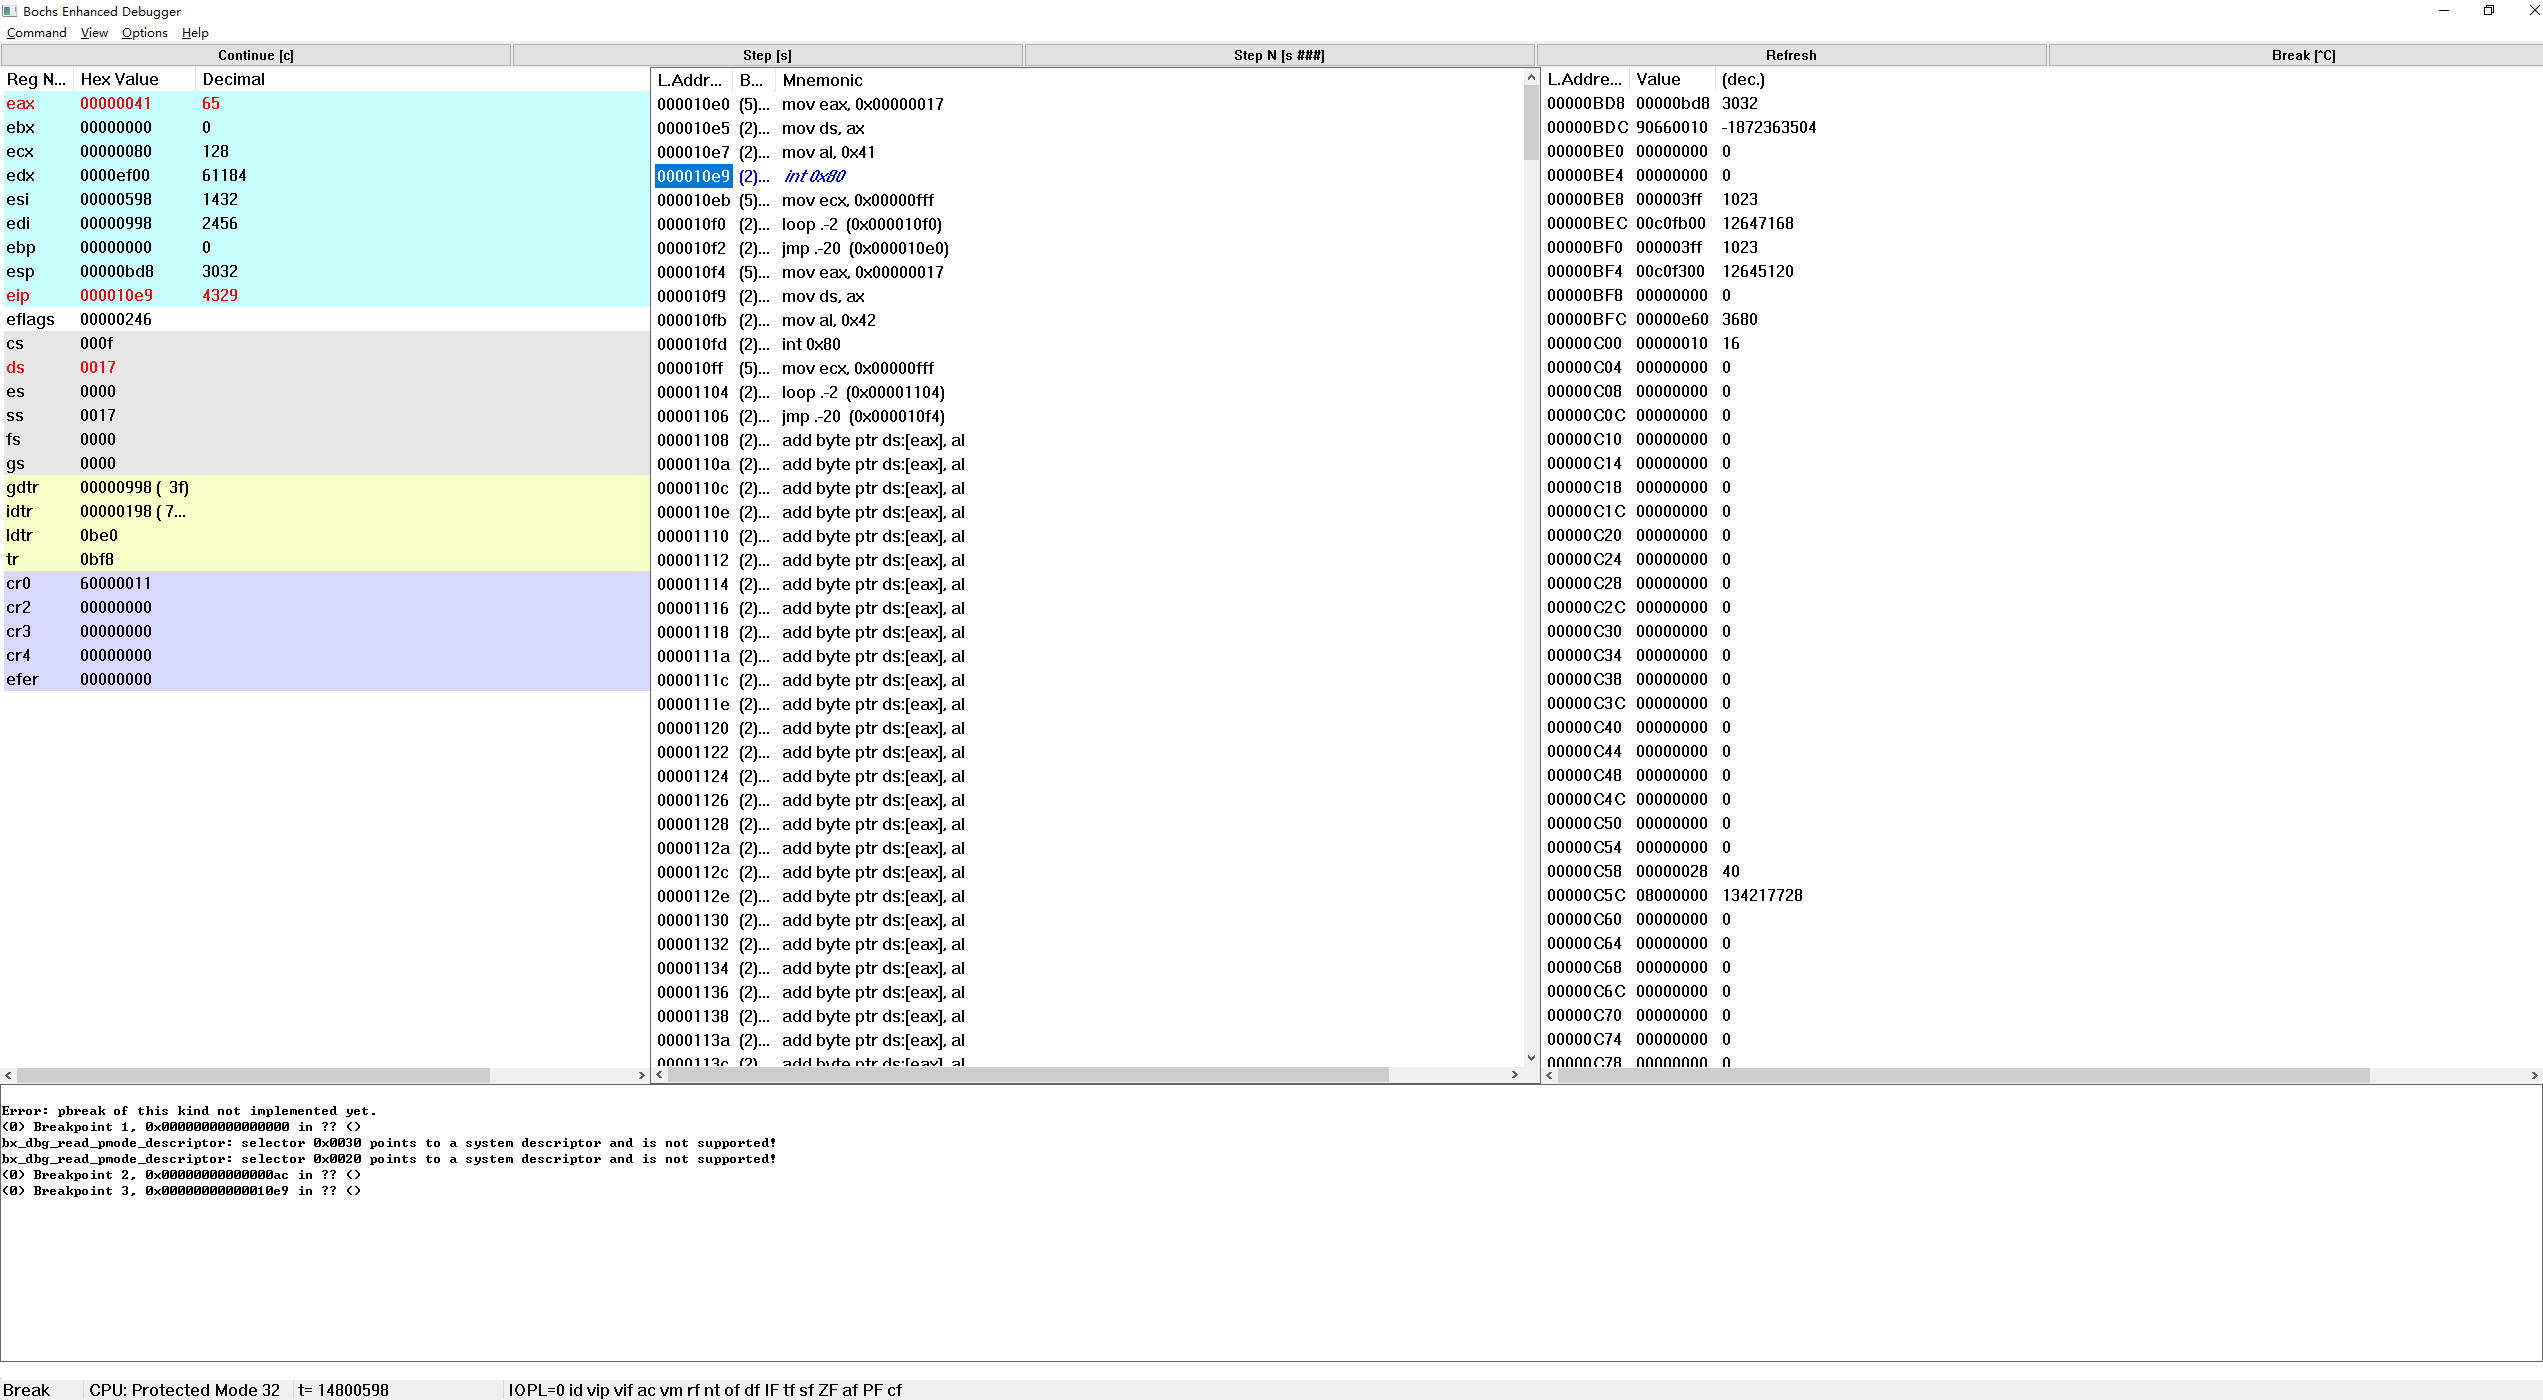 Bochs Enhanced Debugger
Command View Options Help
Continue [c] Step [s] Step N [s ###] Refresh Break [^C]
Reg N... Hex Value Decimal
eax 00000041 65
ebx 00000000 0
ecx 00000080 128
edx 0000ef00 61184
esi 00000598 1432
edi 00000998 2456
ebp 00000000 0
esp 00000bd8 3032
eip 000010e9 4329
eflags 00000246
cs 000f
ds 0017
es 0000
ss 0017
fs 0000
gs 0000
gdtr 00000998 ( 3f)
idtr 00000198 ( 7...
ldtr 0be0
tr 0bf8
cr0 60000011
cr2 00000000
cr3 00000000
cr4 00000000
efer 00000000
L.Addr... B... Mnemonic
000010e0 (5)... mov eax, 0x00000017
000010e5 (2)... mov ds, ax
000010e7 (2)... mov al, 0x41
000010e9 (2)... int 0x80
000010eb (5)... mov ecx, 0x00000fff
000010f0 (2)... loop .-2 (0x000010f0)
000010f2 (2)... jmp .-20 (0x000010e0)
000010f4 (5)... mov eax, 0x00000017
000010f9 (2)... mov ds, ax
000010fb (2)... mov al, 0x42
000010fd (2)... int 0x80
000010ff (5)... mov ecx, 0x00000fff
00001104 (2)... loop .-2 (0x00001104)
00001106 (2)... jmp .-20 (0x000010f4)
00001108 (2)... add byte ptr ds:[eax], al
0000110a (2)... add byte ptr ds:[eax], al
0000110c (2)... add byte ptr ds:[eax], al
0000110e (2)... add byte ptr ds:[eax], al
00001110 (2)... add byte ptr ds:[eax], al
00001112 (2)... add byte ptr ds:[eax], al
00001114 (2)... add byte ptr ds:[eax], al
00001116 (2)... add byte ptr ds:[eax], al
00001118 (2)... add byte ptr ds:[eax], al
0000111a (2)... add byte ptr ds:[eax], al
0000111c (2)... add byte ptr ds:[eax], al
0000111e (2)... add byte ptr ds:[eax], al
00001120 (2)... add byte ptr ds:[eax], al
00001122 (2)... add byte ptr ds:[eax], al
00001124 (2)... add byte ptr ds:[eax], al
00001126 (2)... add byte ptr ds:[eax], al
00001128 (2)... add byte ptr ds:[eax], al
0000112a (2)... add byte ptr ds:[eax], al
0000112c (2)... add byte ptr ds:[eax], al
0000112e (2)... add byte ptr ds:[eax], al
00001130 (2)... add byte ptr ds:[eax], al
00001132 (2)... add byte ptr ds:[eax], al
00001134 (2)... add byte ptr ds:[eax], al
00001136 (2)... add byte ptr ds:[eax], al
00001138 (2)... add byte ptr ds:[eax], al
0000113a (2)... add byte ptr ds:[eax], al
0000113c (2)... add byte ptr ds:[eax], al
L.Addre... Value (dec.)
00000BD8 00000bd8 3032
00000BDC 90660010 -1872363504
00000BE0 00000000 0
00000BE4 00000000 0
00000BE8 000003ff 1023
00000BEC 00c0fb00 12647168
00000BF0 000003ff 1023
00000BF4 00c0f300 12645120
00000BF8 00000000 0
00000BFC 00000e60 3680
00000C00 00000010 16
00000C04 00000000 0
00000C08 00000000 0
00000C0C 00000000 0
00000C10 00000000 0
00000C14 00000000 0
00000C18 00000000 0
00000C1C 00000000 0
00000C20 00000000 0
00000C24 00000000 0
00000C28 00000000 0
00000C2C 00000000 0
00000C30 00000000 0
00000C34 00000000 0
00000C38 00000000 0
00000C3C 00000000 0
00000C40 00000000 0
00000C44 00000000 0
00000C48 00000000 0
00000C4C 00000000 0
00000C50 00000000 0
00000C54 00000000 0
00000C58 00000028 40
00000C5C 08000000 134217728
00000C60 00000000 0
00000C64 00000000 0
00000C68 00000000 0
00000C6C 00000000 0
00000C70 00000000 0
00000C74 00000000 0
00000C78 00000000 0
Error: pbreak of this kind not implemented yet.
(0) Breakpoint 1, 0x0000000000000000 in ?? ()
bx_dbg_read_pmode_descriptor: selector 0x0030 points to a system descriptor and is not supported!
bx_dbg_read_pmode_descriptor: selector 0x0020 points to a system descriptor and is not supported!
(0) Breakpoint 2, 0x00000000000000ac in ?? ()
(0) Breakpoint 3, 0x00000000000010e9 in ?? ()
Break CPU: Protected Mode 32 t= 14800598 IOPL=0 id vip vif ac vm rf nt of df IF tf sf ZF af PF cf